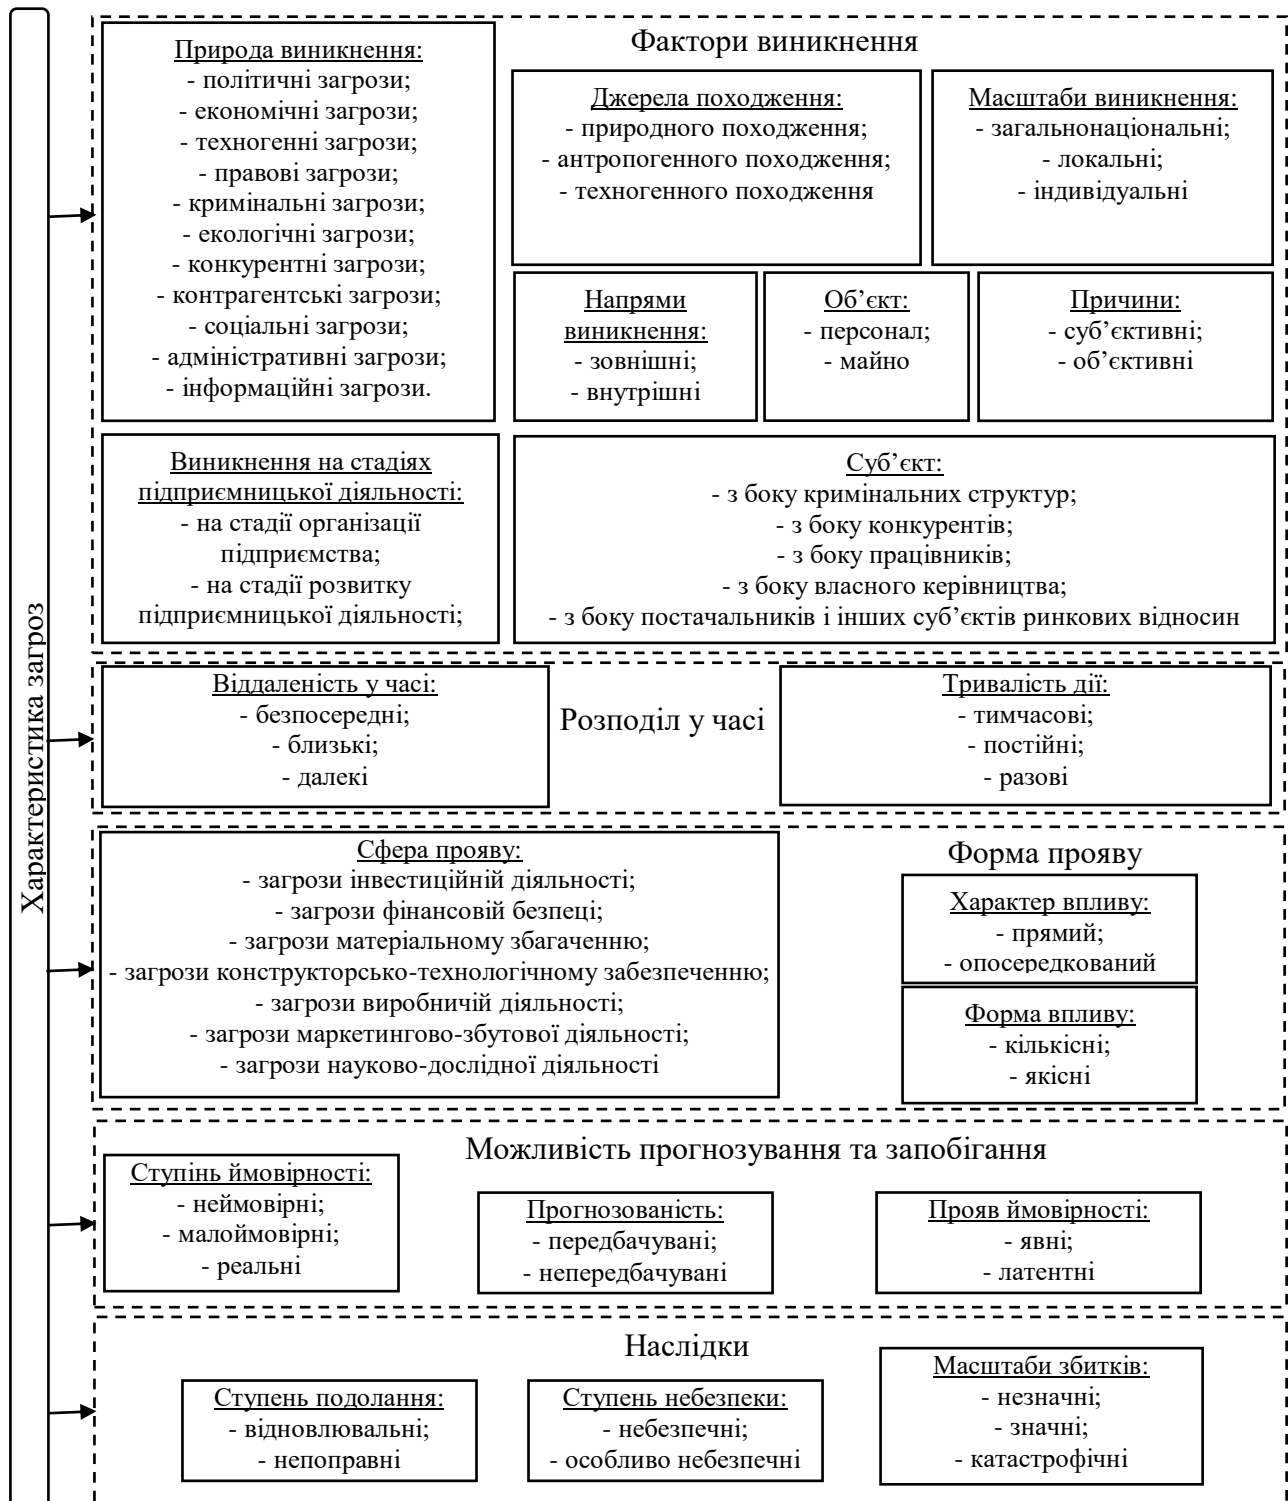 Характеристика загроз
Фактори виникнення
Природа виникнення:
- політичні загрози;
- економічні загрози;
- техногенні загрози;
- правові загрози;
- кримінальні загрози;
- екологічні загрози;
- конкурентні загрози;
- контрагентські загрози;
- соціальні загрози;
- адміністративні загрози;
- інформаційні загрози.
Джерела походження:
- природного походження;
- антропогенного походження;
- техногенного походження
Масштаби виникнення:
- загальнонаціональні;
- локальні;
- індивідуальні
Напрями
виникнення:
- зовнішні;
- внутрішні
Об’єкт:
- персонал;
- майно
Причини:
- суб’єктивні;
- об’єктивні
Виникнення на стадіях
підприємницької діяльності:
- на стадії організації
підприємства;
- на стадії розвитку
підприємницької діяльності;
Суб’єкт:
- з боку кримінальних структур;
- з боку конкурентів;
- з боку працівників;
- з боку власного керівництва;
- з боку постачальників і інших суб’єктів ринкових відносин
Віддаленість у часі:
- безпосередні;
- близькі;
- далекі
Розподіл у часі
Тривалість дії:
- тимчасові;
- постійні;
- разові
Сфера прояву:
- загрози інвестиційній діяльності;
- загрози фінансовій безпеці;
- загрози матеріальному збагаченню;
- загрози конструкторсько-технологічному забезпеченню;
- загрози виробничій діяльності;
- загрози маркетингово-збутової діяльності;
- загрози науково-дослідної діяльності
Форма прояву
Характер впливу:
- прямий;
- опосередкований
Форма впливу:
- кількісні;
- якісні
Можливість прогнозування та запобігання
Ступінь ймовірності:
- неймовірні;
- малоймовірні;
- реальні
Прогнозованість:
- передбачувані;
- непередбачувані
Прояв ймовірності:
- явні;
- латентні
Наслідки
Ступень подолання:
- відновлювальні;
- непоправні
Ступень небезпеки:
- небезпечні;
- особливо небезпечні
Масштаби збитків:
- незначні;
- значні;
- катастрофічні